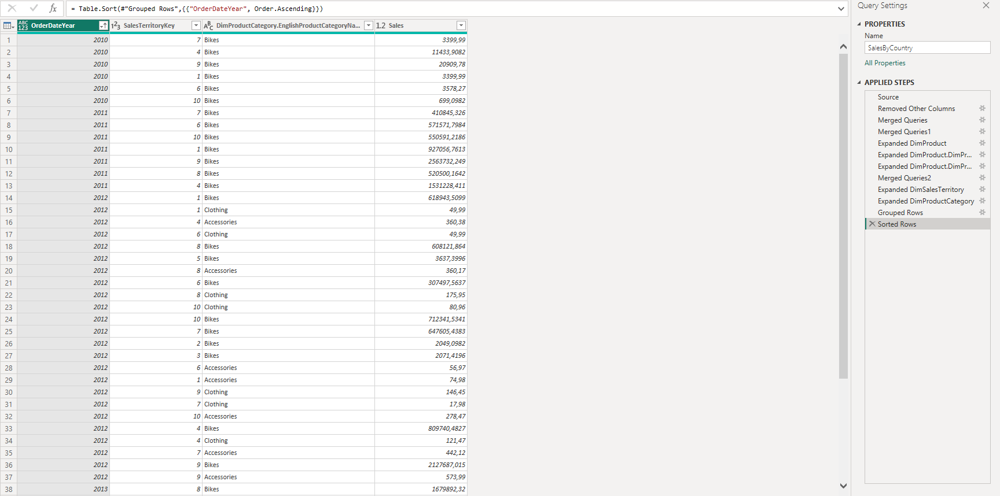 = Table.Sort(#"Grouped Rows",{{"OrderDateYear", Order.Ascending}})
ABC 123 OrderDateYear 1²3 SalesTerritoryKey ABC DimProductCategory.EnglishProductCategoryNa... 1.2 Sales
1 2010 7 Bikes 3399,99
2 2010 4 Bikes 11433,9082
3 2010 9 Bikes 20909,78
4 2010 1 Bikes 3399,99
5 2010 6 Bikes 3578,27
6 2010 10 Bikes 699,0982
7 2011 7 Bikes 410845,326
8 2011 6 Bikes 571571,7984
9 2011 10 Bikes 550591,2186
10 2011 1 Bikes 927056,7613
11 2011 9 Bikes 2563732,249
12 2011 8 Bikes 520500,1642
13 2011 4 Bikes 1531228,411
14 2012 1 Bikes 618943,5099
15 2012 1 Clothing 49,99
16 2012 4 Accessories 360,38
17 2012 6 Clothing 49,99
18 2012 8 Bikes 608121,864
19 2012 5 Bikes 3637,3996
20 2012 8 Accessories 360,17
21 2012 6 Bikes 307497,5637
22 2012 8 Clothing 175,95
23 2012 10 Clothing 80,96
24 2012 10 Bikes 712341,5341
25 2012 7 Bikes 647605,4383
26 2012 2 Bikes 2049,0982
27 2012 3 Bikes 2071,4196
28 2012 6 Accessories 56,97
29 2012 1 Accessories 74,98
30 2012 9 Clothing 146,45
31 2012 7 Clothing 17,98
32 2012 10 Accessories 278,47
33 2012 4 Bikes 809740,4827
34 2012 4 Clothing 121,47
35 2012 7 Accessories 442,12
36 2012 9 Bikes 2127687,015
37 2012 9 Accessories 573,99
38 2013 8 Bikes 1679892,32
Query Settings
PROPERTIES
Name
SalesByCountry
All Properties
APPLIED STEPS
Source
Removed Other Columns
Merged Queries
Merged Queries1
Expanded DimProduct
Expanded DimProduct.DimPr...
Expanded DimProduct.DimPr...
Merged Queries2
Expanded DimSalesTerritory
Expanded DimProductCategory
Grouped Rows
Sorted Rows